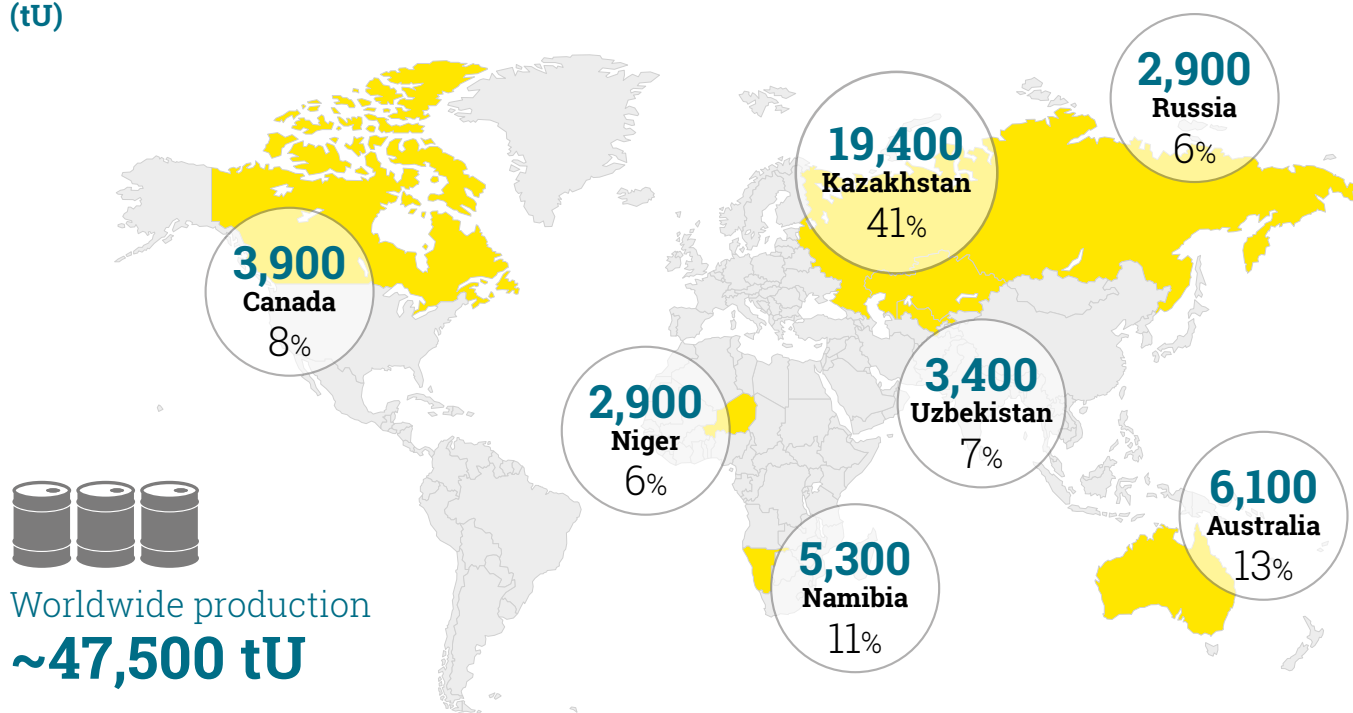 (tU)
2,900
Russia
6%
19,400
Kazakhstan
41%
3,900
Canada
8%
2,900
Niger
6%
3,400
Uzbekistan
7%
6,100
Australia
13%
5,300
Namibia
11%
Worldwide production
~47,500 tU